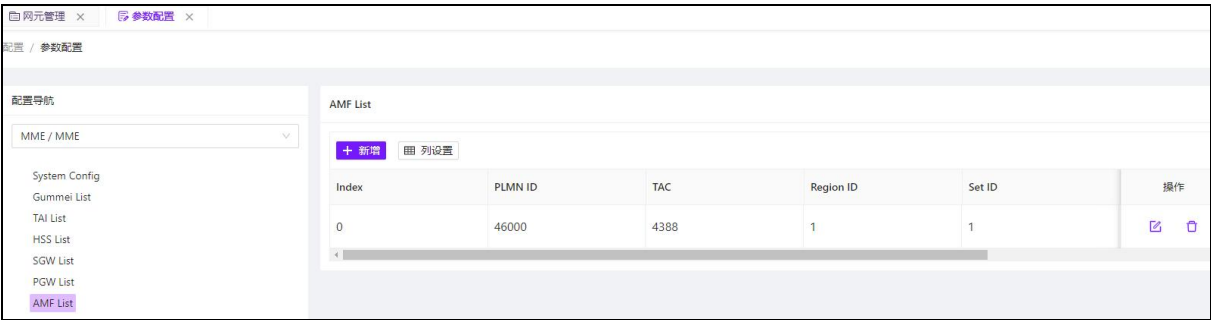 网元管理 × 参数配置 ×
配置 / 参数配置
配置导航
MME / MME
System Config
Gummei List
TAI List
HSS List
SGW List
PGW List
AMF List
AMF List
+ 新增 列设置
Index PLMN ID TAC Region ID Set ID 操作
0 46000 4388 1 1